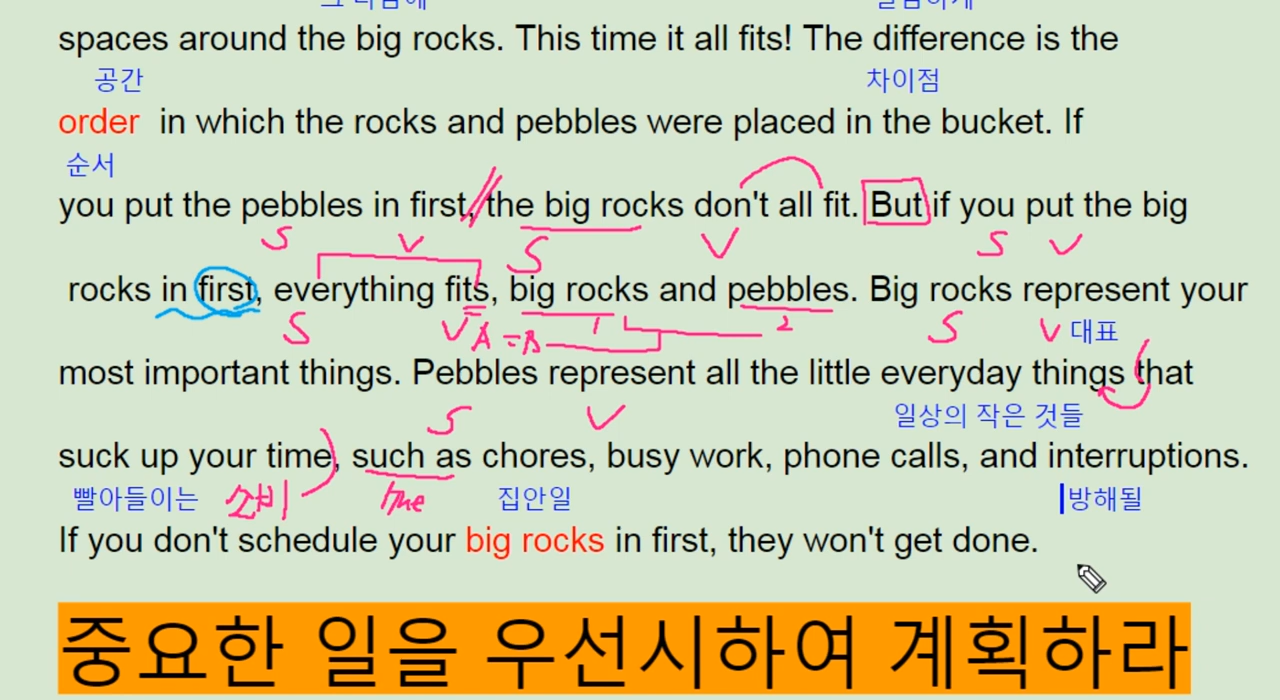 spaces around the big rocks. This time it all fits! The difference is the
공간 차이점
order in which the rocks and pebbles were placed in the bucket. If
순서
you put the pebbles in first, the big rocks don't all fit. But if you put the big
S V S V S V
rocks in first, everything fits, big rocks and pebbles. Big rocks represent your
S V A = B 1 2 S V 대표
most important things. Pebbles represent all the little everyday things that
S V 일상의 작은 것들
suck up your time, such as chores, busy work, phone calls, and interruptions.
빨아들이는 소비 집안일 방해될
If you don't schedule your big rocks in first, they won't get done.
중요한 일을 우선시하여 계획하라